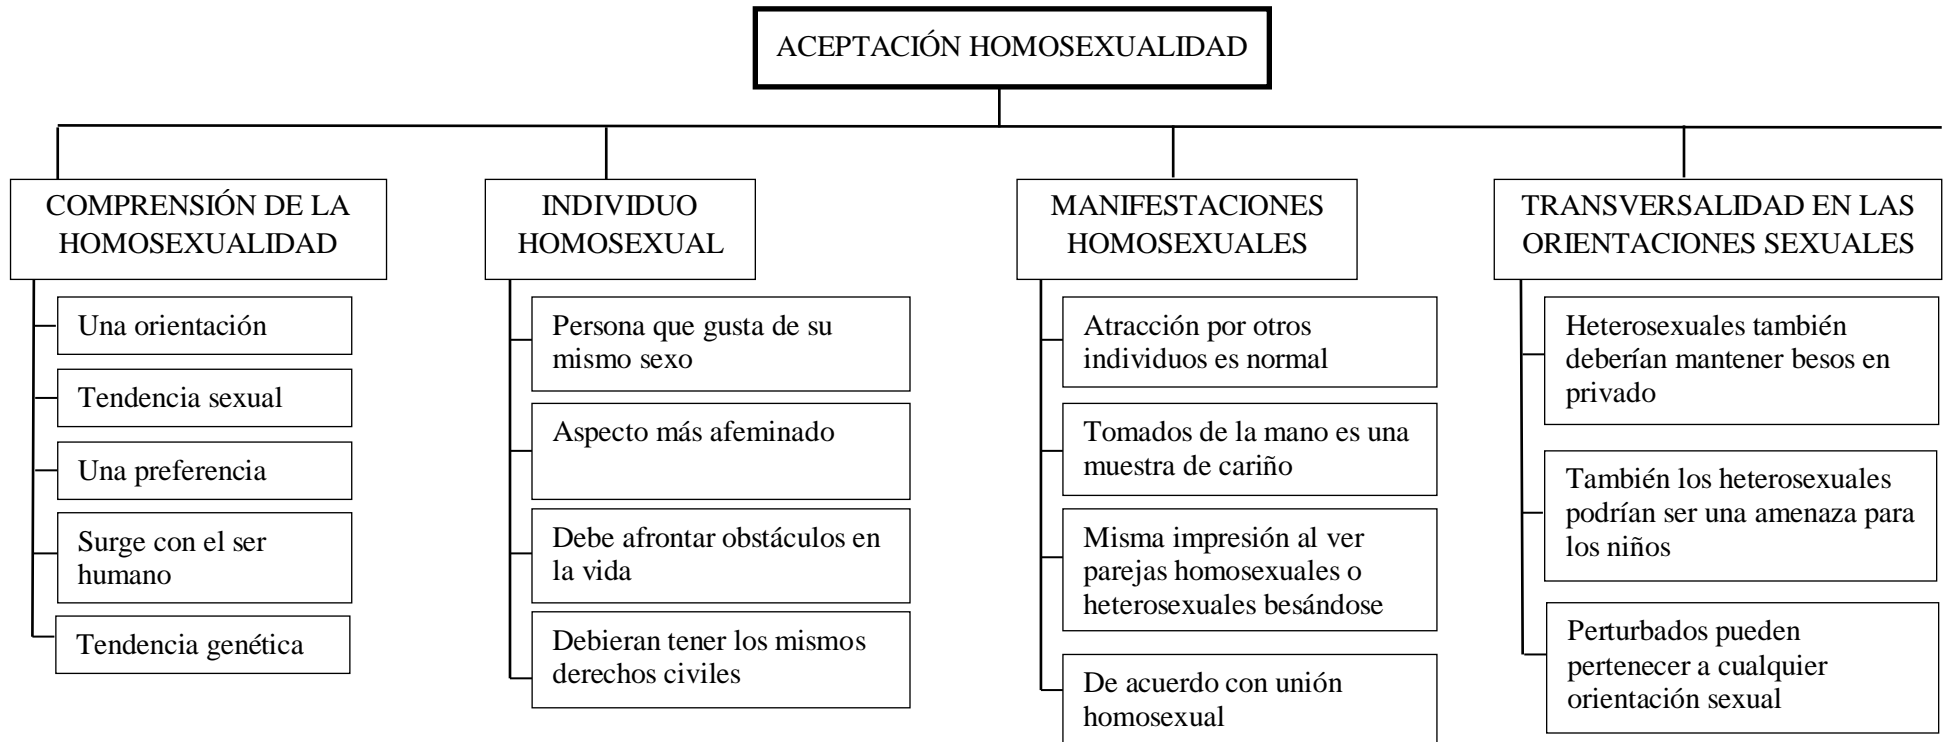 ACEPTACIÓN HOMOSEXUALIDAD
COMPRENSIÓN DE LA
HOMOSEXUALIDAD
Una orientación
Tendencia sexual
Una preferencia
Surge con el ser
humano
Tendencia genética
INDIVIDUO
HOMOSEXUAL
Persona que gusta de su
mismo sexo
Aspecto más afeminado
Debe afrontar obstáculos en
la vida
Debieran tener los mismos
derechos civiles
MANIFESTACIONES
HOMOSEXUALES
Atracción por otros
individuos es normal
Tomados de la mano es una
muestra de cariño
Misma impresión al ver
parejas homosexuales o
heterosexuales besándose
De acuerdo con unión
homosexual
TRANSVERSALIDAD EN LAS
ORIENTACIONES SEXUALES
Heterosexuales también
deberían mantener besos en
privado
También los heterosexuales
podrían ser una amenaza para
los niños
Perturbados pueden
pertenecer a cualquier
orientación sexual